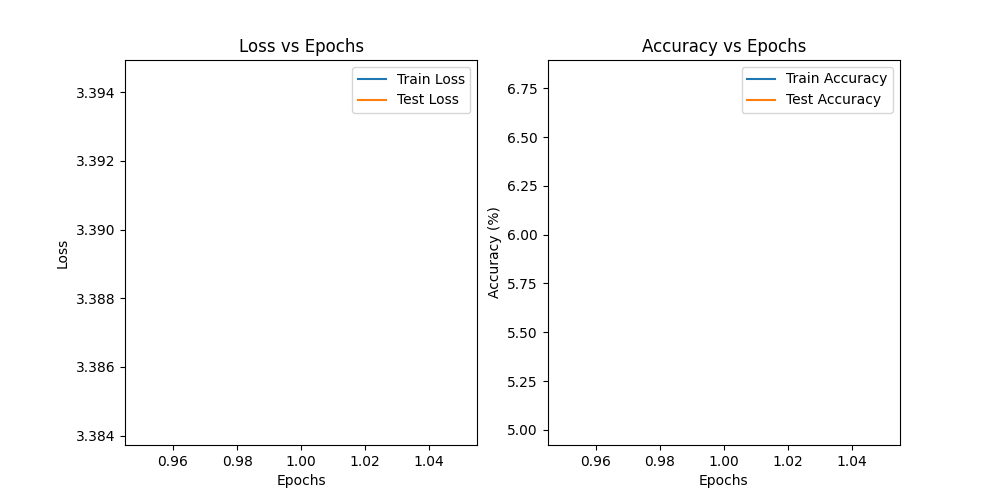 Loss vs Epochs
Train Loss
Test Loss
3.394
3.392
3.390
3.388
3.386
3.384
Loss
0.96 0.98 1.00 1.02 1.04
Epochs
Accuracy vs Epochs
Train Accuracy
Test Accuracy
6.75
6.50
6.25
6.00
5.75
5.50
5.25
5.00
Accuracy (%)
0.96 0.98 1.00 1.02 1.04
Epochs